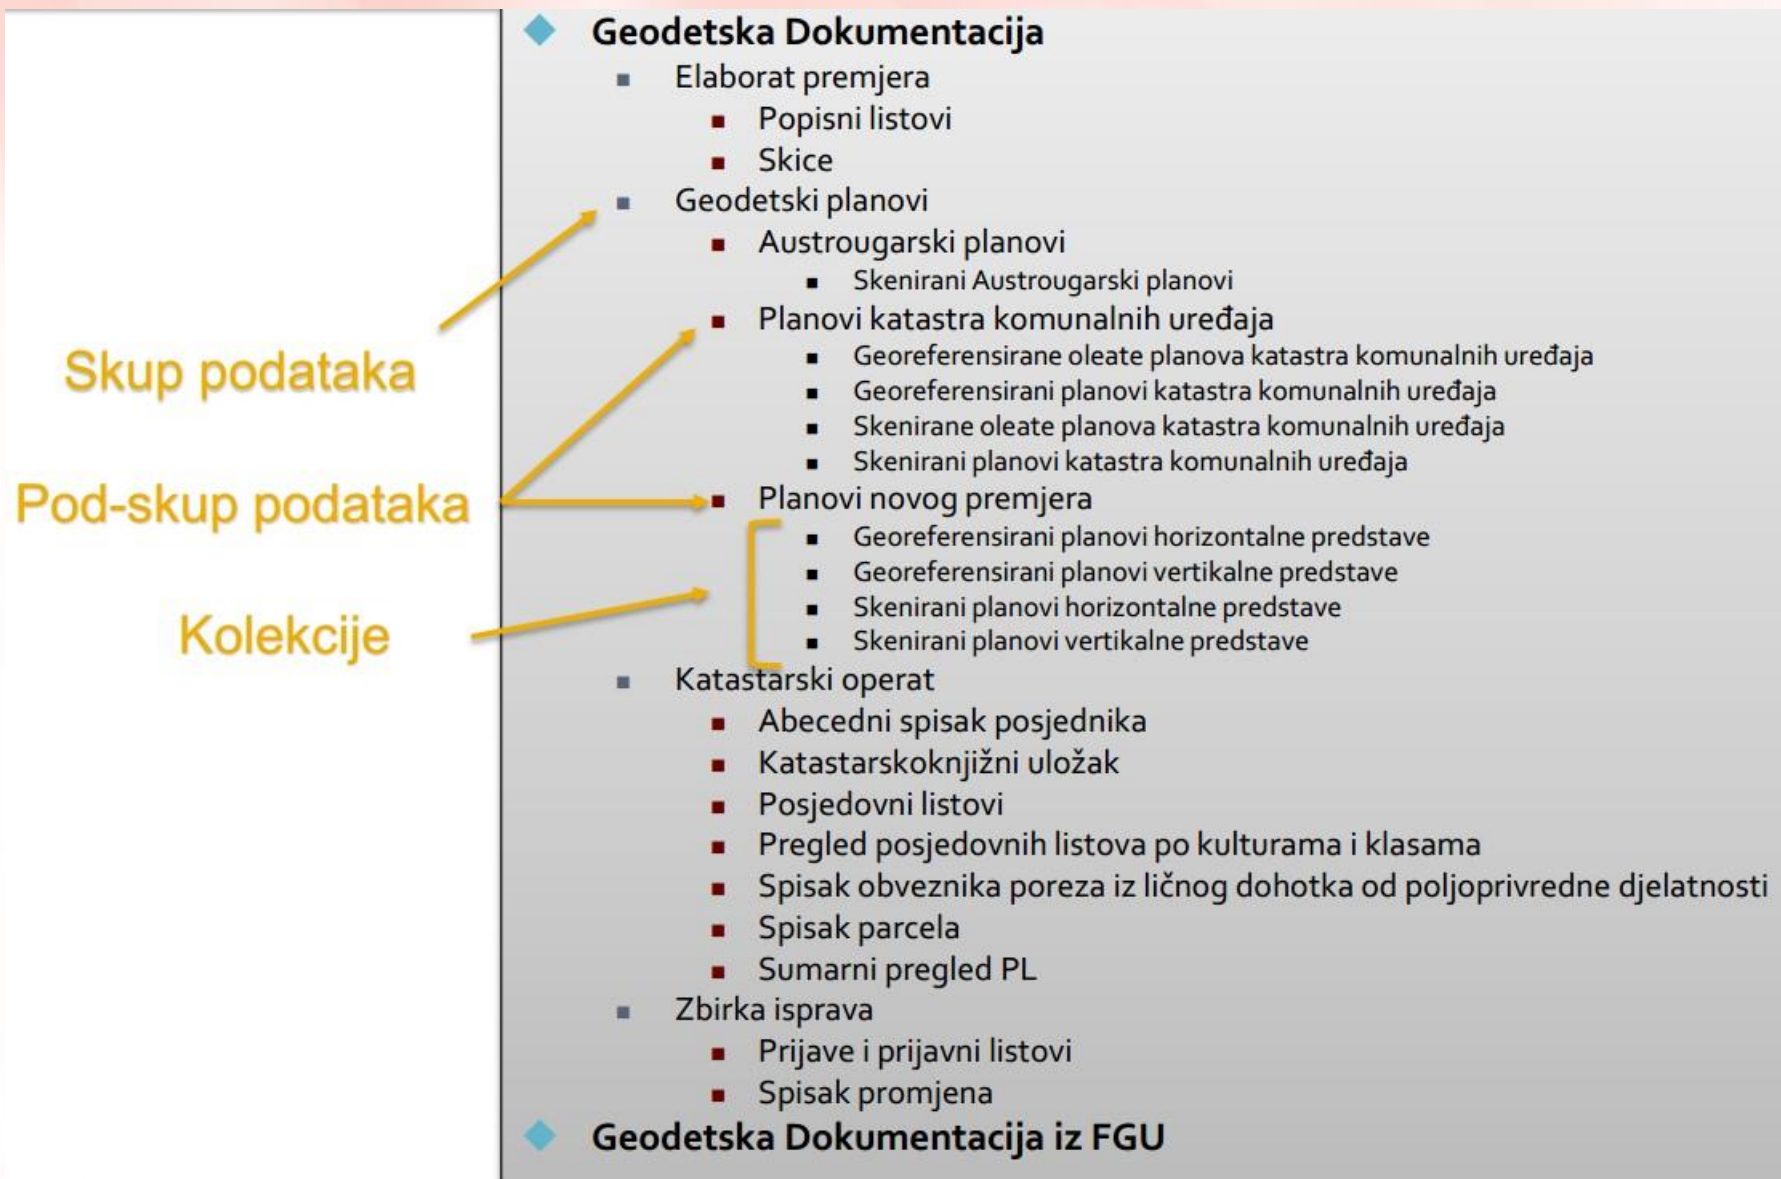 Geodetska Dokumentacija
Elaborat premjera
Popisni listovi
Skice
Geodetski planovi
Austrougarski planovi
Skenirani Austrougarski planovi
Planovi katastra komunalnih uređaja
Georeferensirane oleate planova katastra komunalnih uređaja
Georeferensirani planovi katastra komunalnih uređaja
Skenirane oleate planova katastra komunalnih uređaja
Skenirani planovi katastra komunalnih uređaja
Planovi novog premjera
Georeferensirani planovi horizontalne predstave
Georeferensirani planovi vertikalne predstave
Skenirani planovi horizontalne predstave
Skenirani planovi vertikalne predstave
Katastarski operat
Abecedni spisak posjednika
Katastarskoknjižni uložak
Posjedovni listovi
Pregled posjedovnih listova po kulturama i klasama
Spisak obveznika poreza iz ličnog dohotka od poljoprivredne djelatnosti
Spisak parcela
Sumarni pregled PL
Zbirka isprava
Prijave i prijavni listovi
Spisak promjena
Geodetska Dokumentacija iz FGU
Skup podataka
Pod-skup podataka
Kolekcije